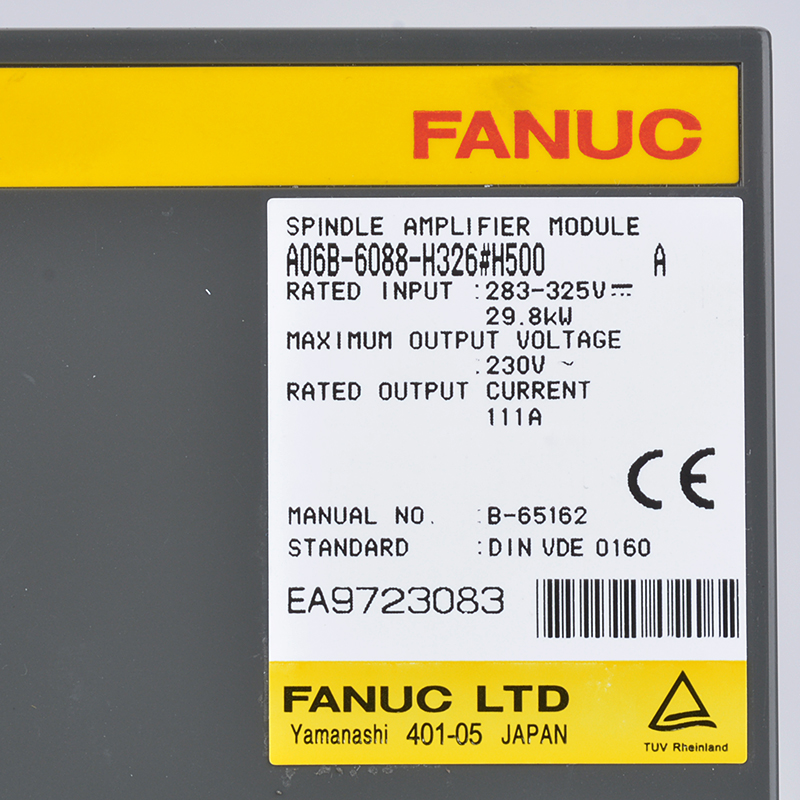 FANUC
SPINDLE AMPLIFIER MODULE
A06B-6088-H326#H500 A
RATED INPUT :283-325V⎓
29.8kW
MAXIMUM OUTPUT VOLTAGE
:230V ~
RATED OUTPUT CURRENT
111A
CE
MANUAL NO. :B-65162
STANDARD :DIN VDE 0160
EA9723083
FANUC LTD
Yamanashi 401-05 JAPAN
TUV Rheinland